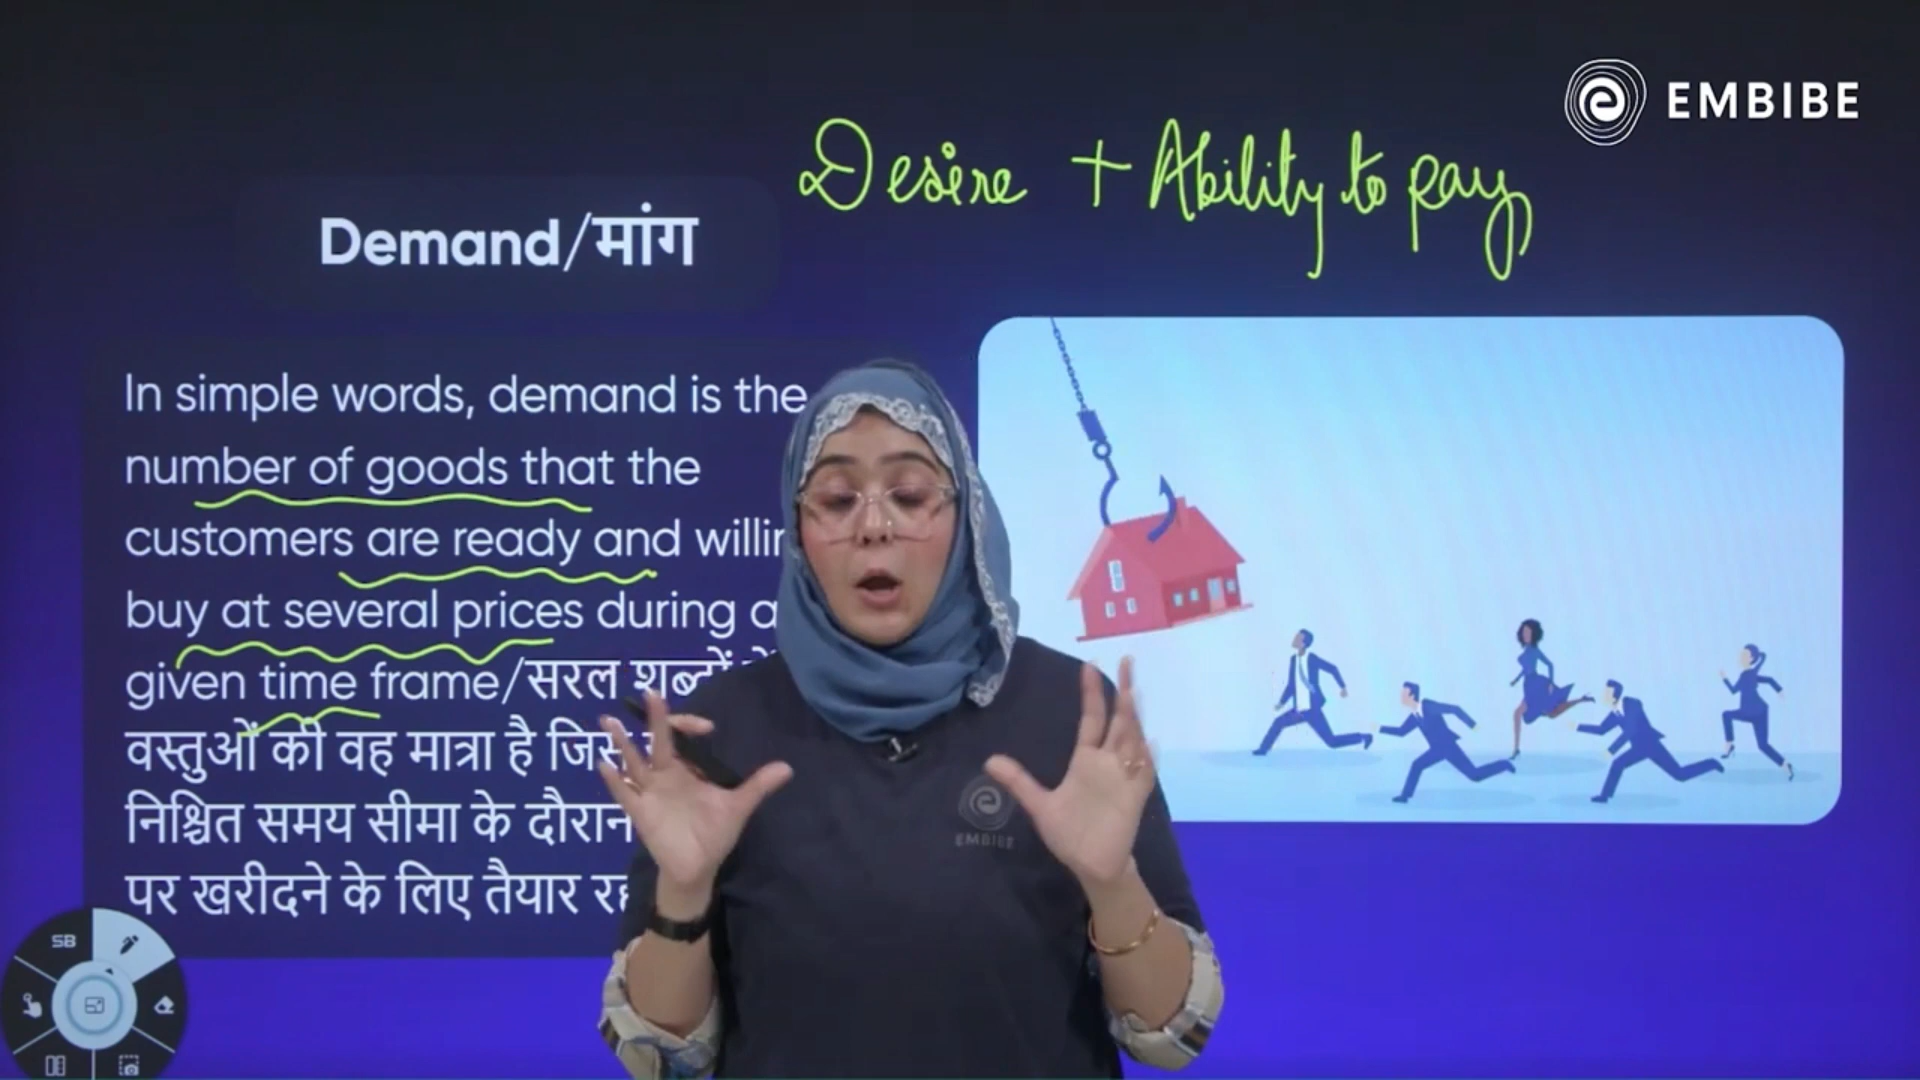 EMBIBE
Desire + Ability to pay
Demand/मांग
In simple words, demand is the
number of goods that the
customers are ready and
buy at several prices during a
given time frame/सरल शब्दों
वस्तुओं की वह मात्रा है
निश्चित समय सीमा के दौरान
पर खरीदने के लिए तैयार
EMBIBE
SB